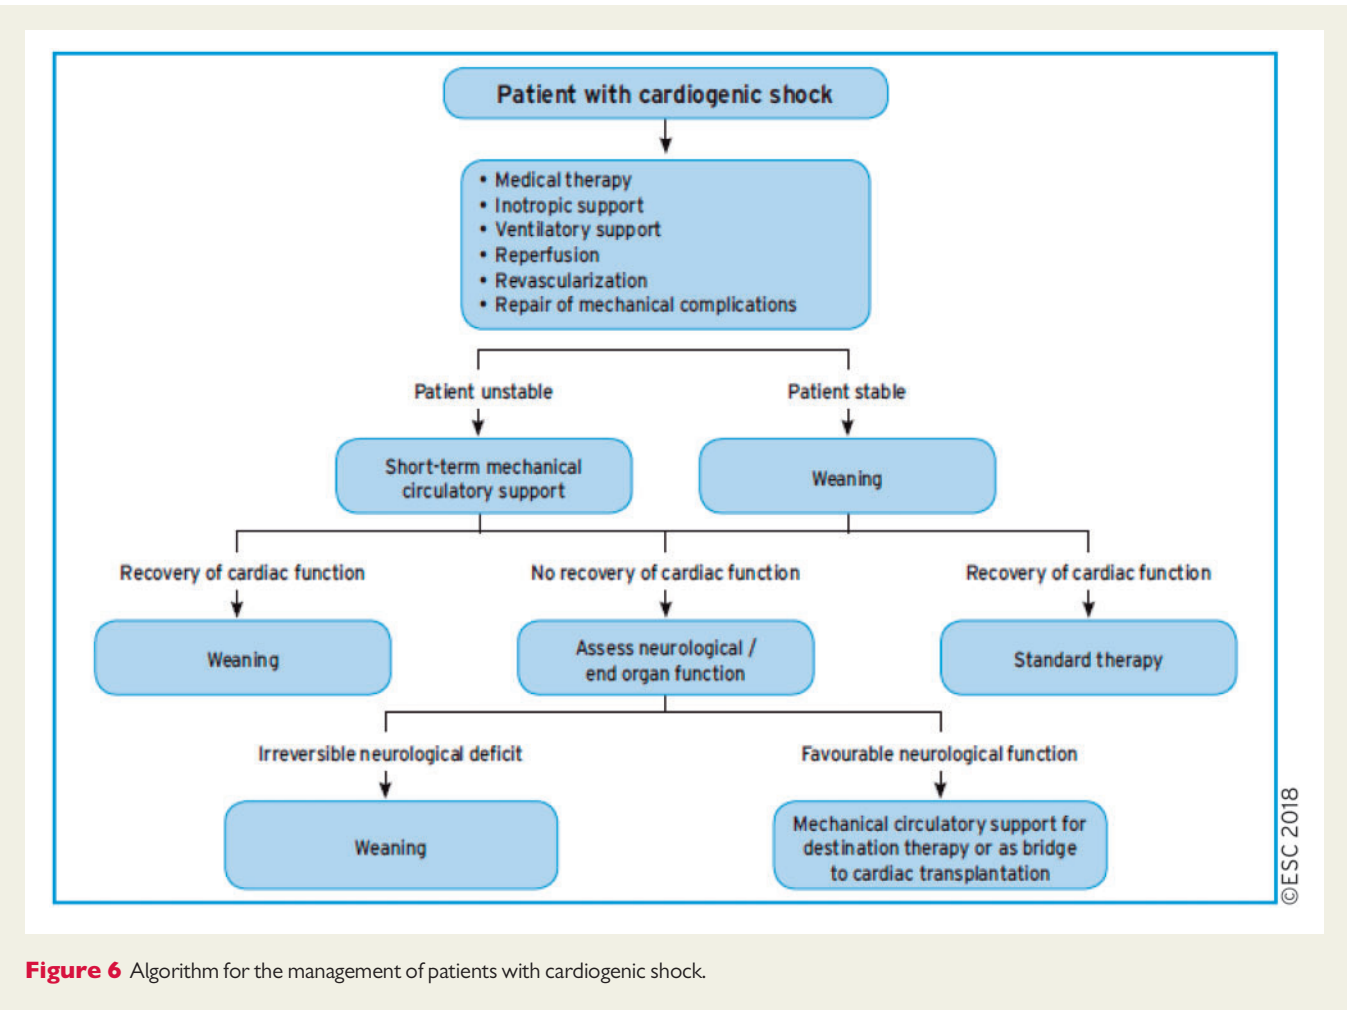 Patient with cardiogenic shock
• Medical therapy
• Inotropic support
• Ventilatory support
• Reperfusion
• Revascularization
• Repair of mechanical complications
Patient unstable
Patient stable
Short-term mechanical
circulatory support
Weaning
Recovery of cardiac function
No recovery of cardiac function
Recovery of cardiac function
Weaning
Assess neurological /
end organ function
Standard therapy
Irreversible neurological deficit
Favourable neurological function
Weaning
Mechanical circulatory support for
destination therapy or as bridge
to cardiac transplantation
©ESC 2018
Figure 6 Algorithm for the management of patients with cardiogenic shock.